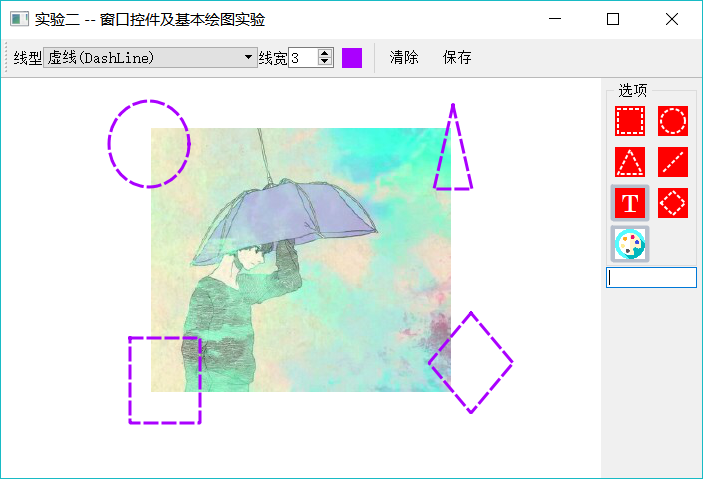 实验二 -- 窗口控件及基本绘图实验
线型 虚线(DashLine) 线宽 3 清除 保存
选项
T